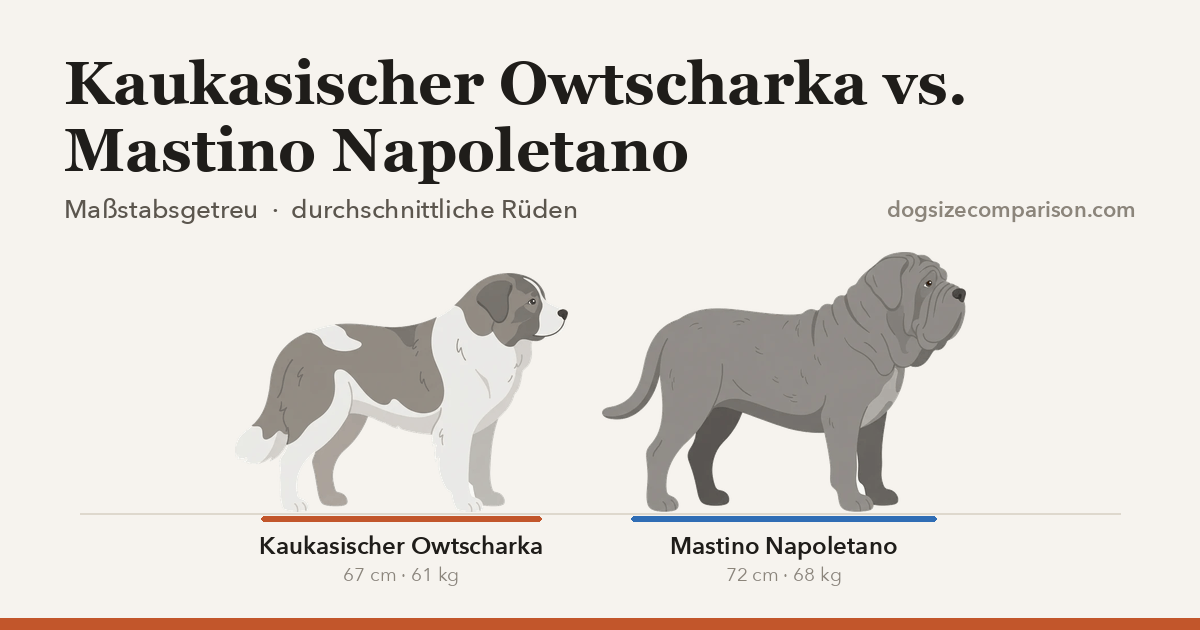 Kaukasischer Owtscharka vs.
Mastino Napoletano
Maßstabsgetreu · durchschnittliche Rüden
dogsizecomparison.com
Kaukasischer Owtscharka
67 cm · 61 kg
Mastino Napoletano
72 cm · 68 kg